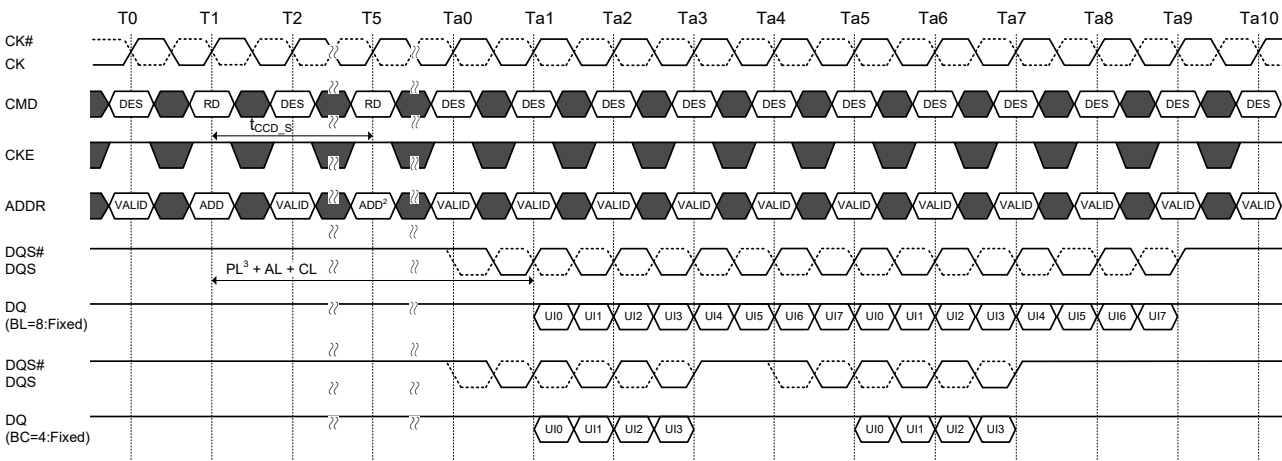 T0 T1 T2 T5 Ta0 Ta1 Ta2 Ta3 Ta4 Ta5 Ta6 Ta7 Ta8 Ta9 Ta10
CK#
CK
CMD DES RD DES RD DES DES DES DES DES DES DES DES DES DES DES
tCCD_S
CKE
ADDR VALID ADD VALID ADD² VALID VALID VALID VALID VALID VALID VALID VALID VALID VALID VALID
DQS#
DQS
PL³ + AL + CL
DQ
(BL=8:Fixed)
UI0 UI1 UI2 UI3 UI4 UI5 UI6 UI7 UI0 UI1 UI2 UI3 UI4 UI5 UI6 UI7
DQS#
DQS
DQ
(BC=4:Fixed)
UI0 UI1 UI2 UI3 UI0 UI1 UI2 UI3